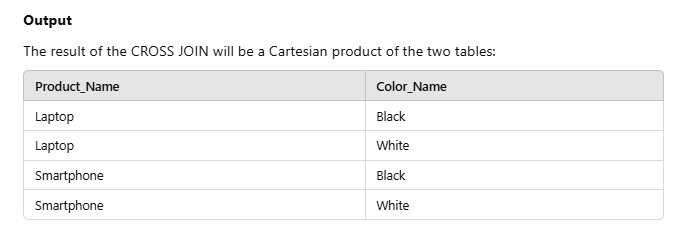 Output
The result of the CROSS JOIN will be a Cartesian product of the two tables:
Product_Name Color_Name
Laptop Black
Laptop White
Smartphone Black
Smartphone White